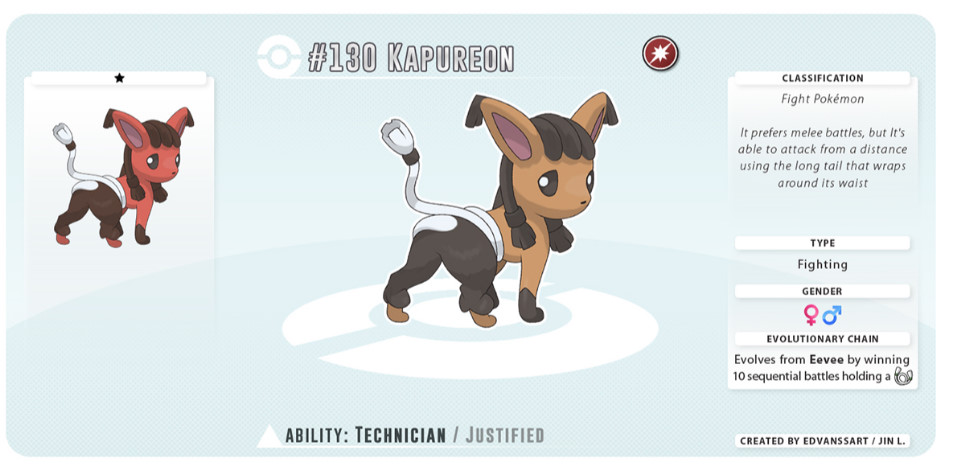 #130 Kapureon
CLASSIFICATION
Fight Pokémon
It prefers melee battles, but It's
able to attack from a distance
using the long tail that wraps
around its waist
TYPE
Fighting
GENDER
EVOLUTIONARY CHAIN
Evolves from Eevee by winning
10 sequential battles holding a
ABILITY: TECHNICIAN / JUSTIFIED
CREATED BY EDVANSSART / JIN L.